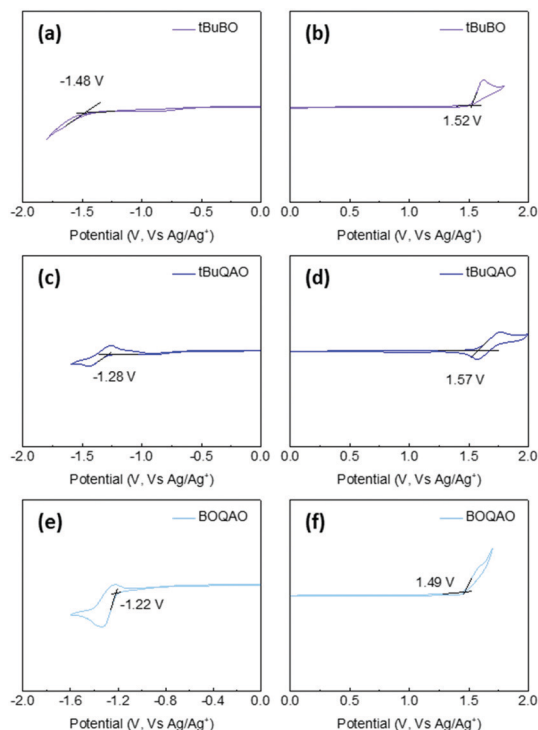 (a)
tBuBO
-1.48 V
-2.0 -1.5 -1.0 -0.5 0.0
Potential (V, Vs Ag/Ag⁺)
(b)
tBuBO
1.52 V
0.0 0.5 1.0 1.5 2.0
Potential (V, Vs Ag/Ag⁺)
(c)
tBuQAO
-1.28 V
-2.0 -1.5 -1.0 -0.5 0.0
Potential (V, Vs Ag/Ag⁺)
(d)
tBuQAO
1.57 V
0.0 0.5 1.0 1.5 2.0
Potential (V, Vs Ag/Ag⁺)
(e)
BOQAO
-1.22 V
-2.0 -1.6 -1.2 -0.8 -0.4 0.0
Potential (V, Vs Ag/Ag⁺)
(f)
BOQAO
1.49 V
0.0 0.5 1.0 1.5 2.0
Potential (V, Vs Ag/Ag⁺)